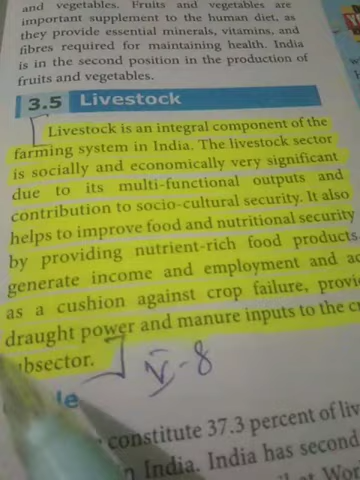 and vegetables. Fruits and vegetables are
important supplement to the human diet, as
they provide essential minerals, vitamins, and
fibres required for maintaining health. India
is in the second position in the production of
fruits and vegetables.
3.5 Livestock
Livestock is an integral component of the
farming system in India. The livestock sector
is socially and economically very significant
due to its multi-functional outputs and
contribution to socio-cultural security. It also
helps to improve food and nutritional security
by providing nutrient-rich food products,
generate income and employment and
as a cushion against crop failure,
draught power and manure inputs to the
V-8
constitute 37.3 percent of
in India. India has second